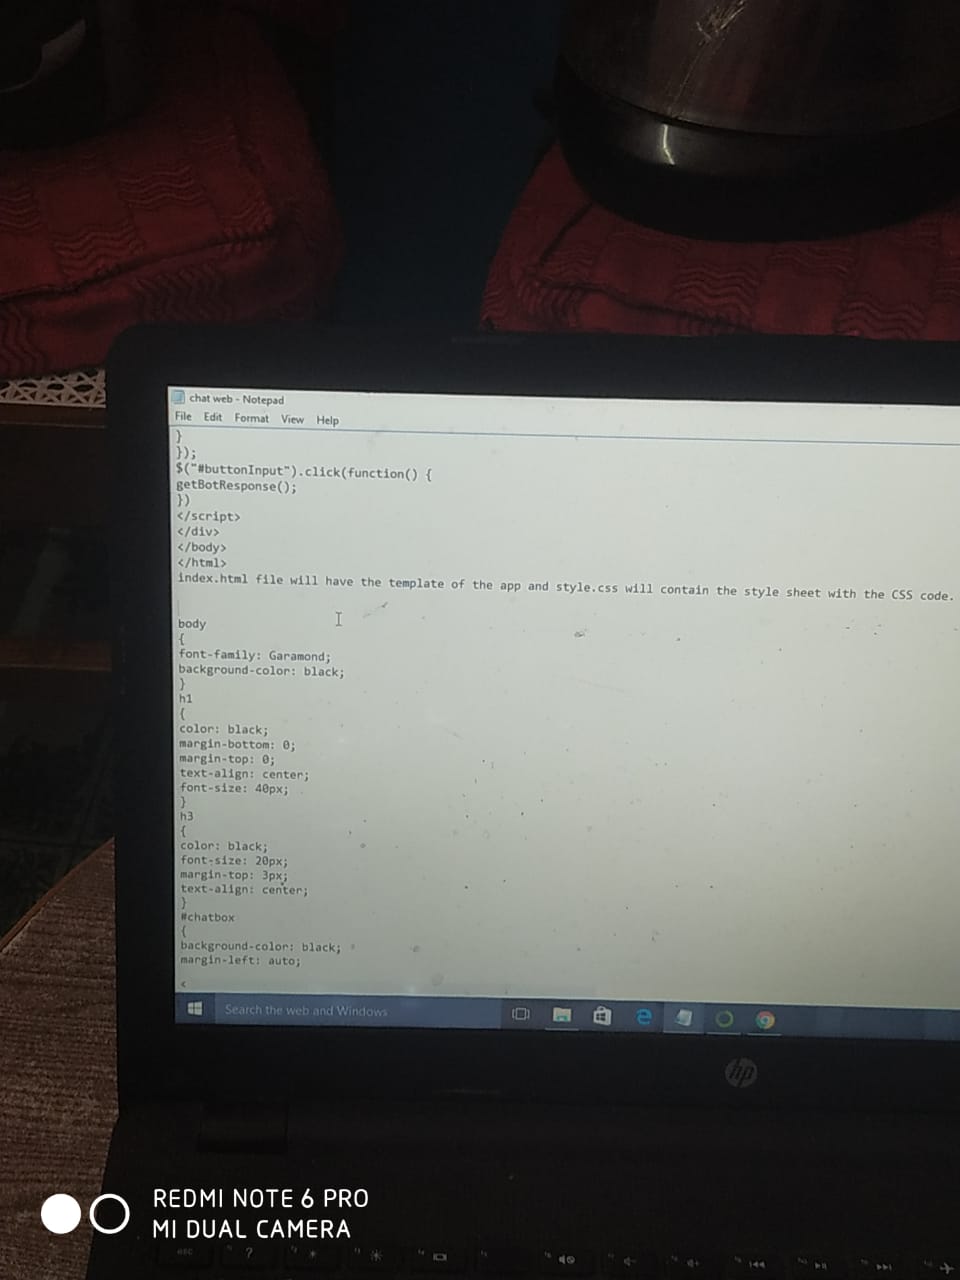 chat web - Notepad
File Edit Format View Help
}
});
$("#buttonInput").click(function() {
getBotResponse();
})
</script>
</div>
</body>
</html>
index.html file will have the template of the app and style.css will contain the style sheet with the CSS code.
body
{
font-family: Garamond;
background-color: black;
}
h1
{
color: black;
margin-bottom: 0;
margin-top: 0;
text-align: center;
font-size: 40px;
}
h3
{
color: black;
font-size: 20px;
margin-top: 3px;
text-align: center;
}
#chatbox
{
background-color: black;
margin-left: auto;
Search the web and Windows
hp
REDMI NOTE 6 PRO
MI DUAL CAMERA
esc